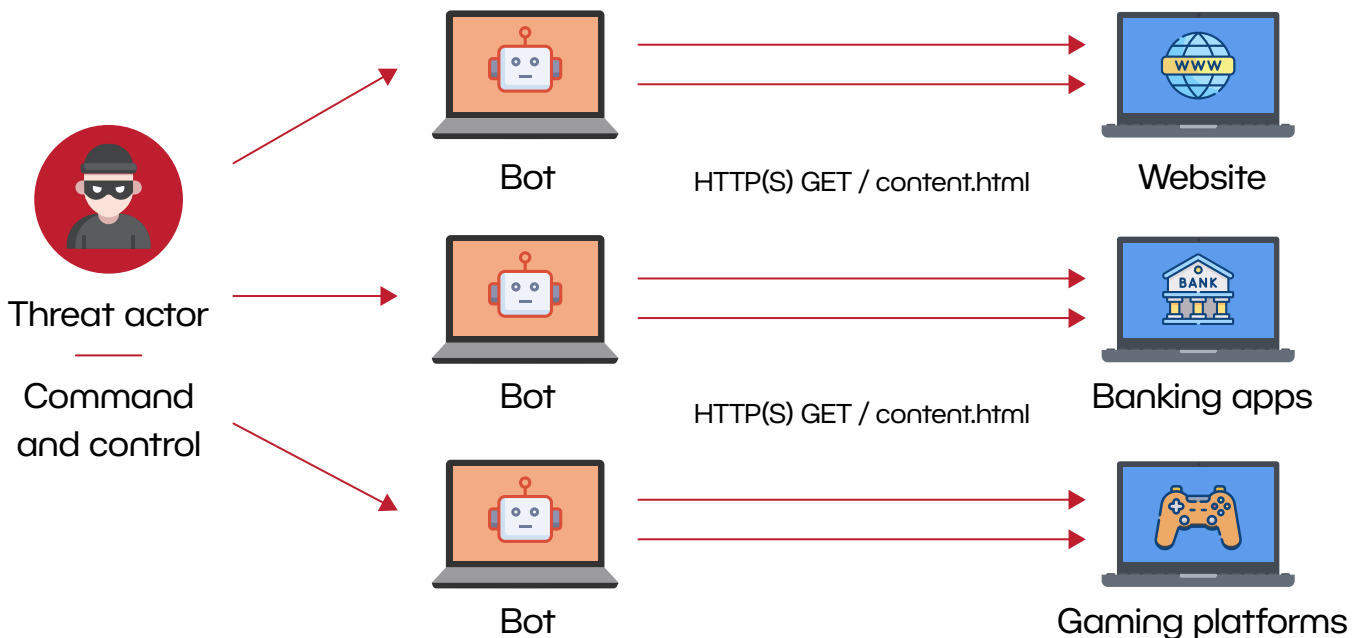 WWW
Bot
HTTP(S) GET / content.html
Website
Threat actor
Command
and control
BANK
Bot
HTTP(S) GET / content.html
Banking apps
Bot
Gaming platforms